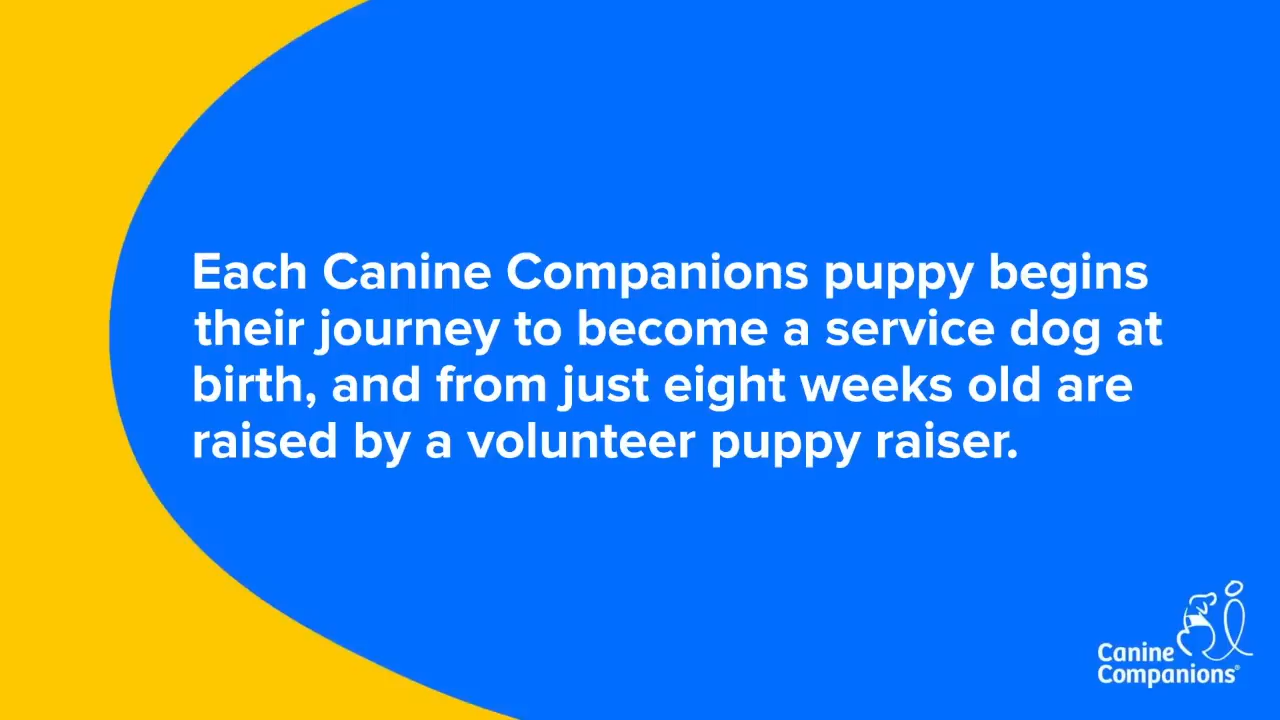 Each Canine Companions puppy begins
their journey to become a service dog at
birth, and from just eight weeks old are
raised by a volunteer puppy raiser.
Canine
Companions®